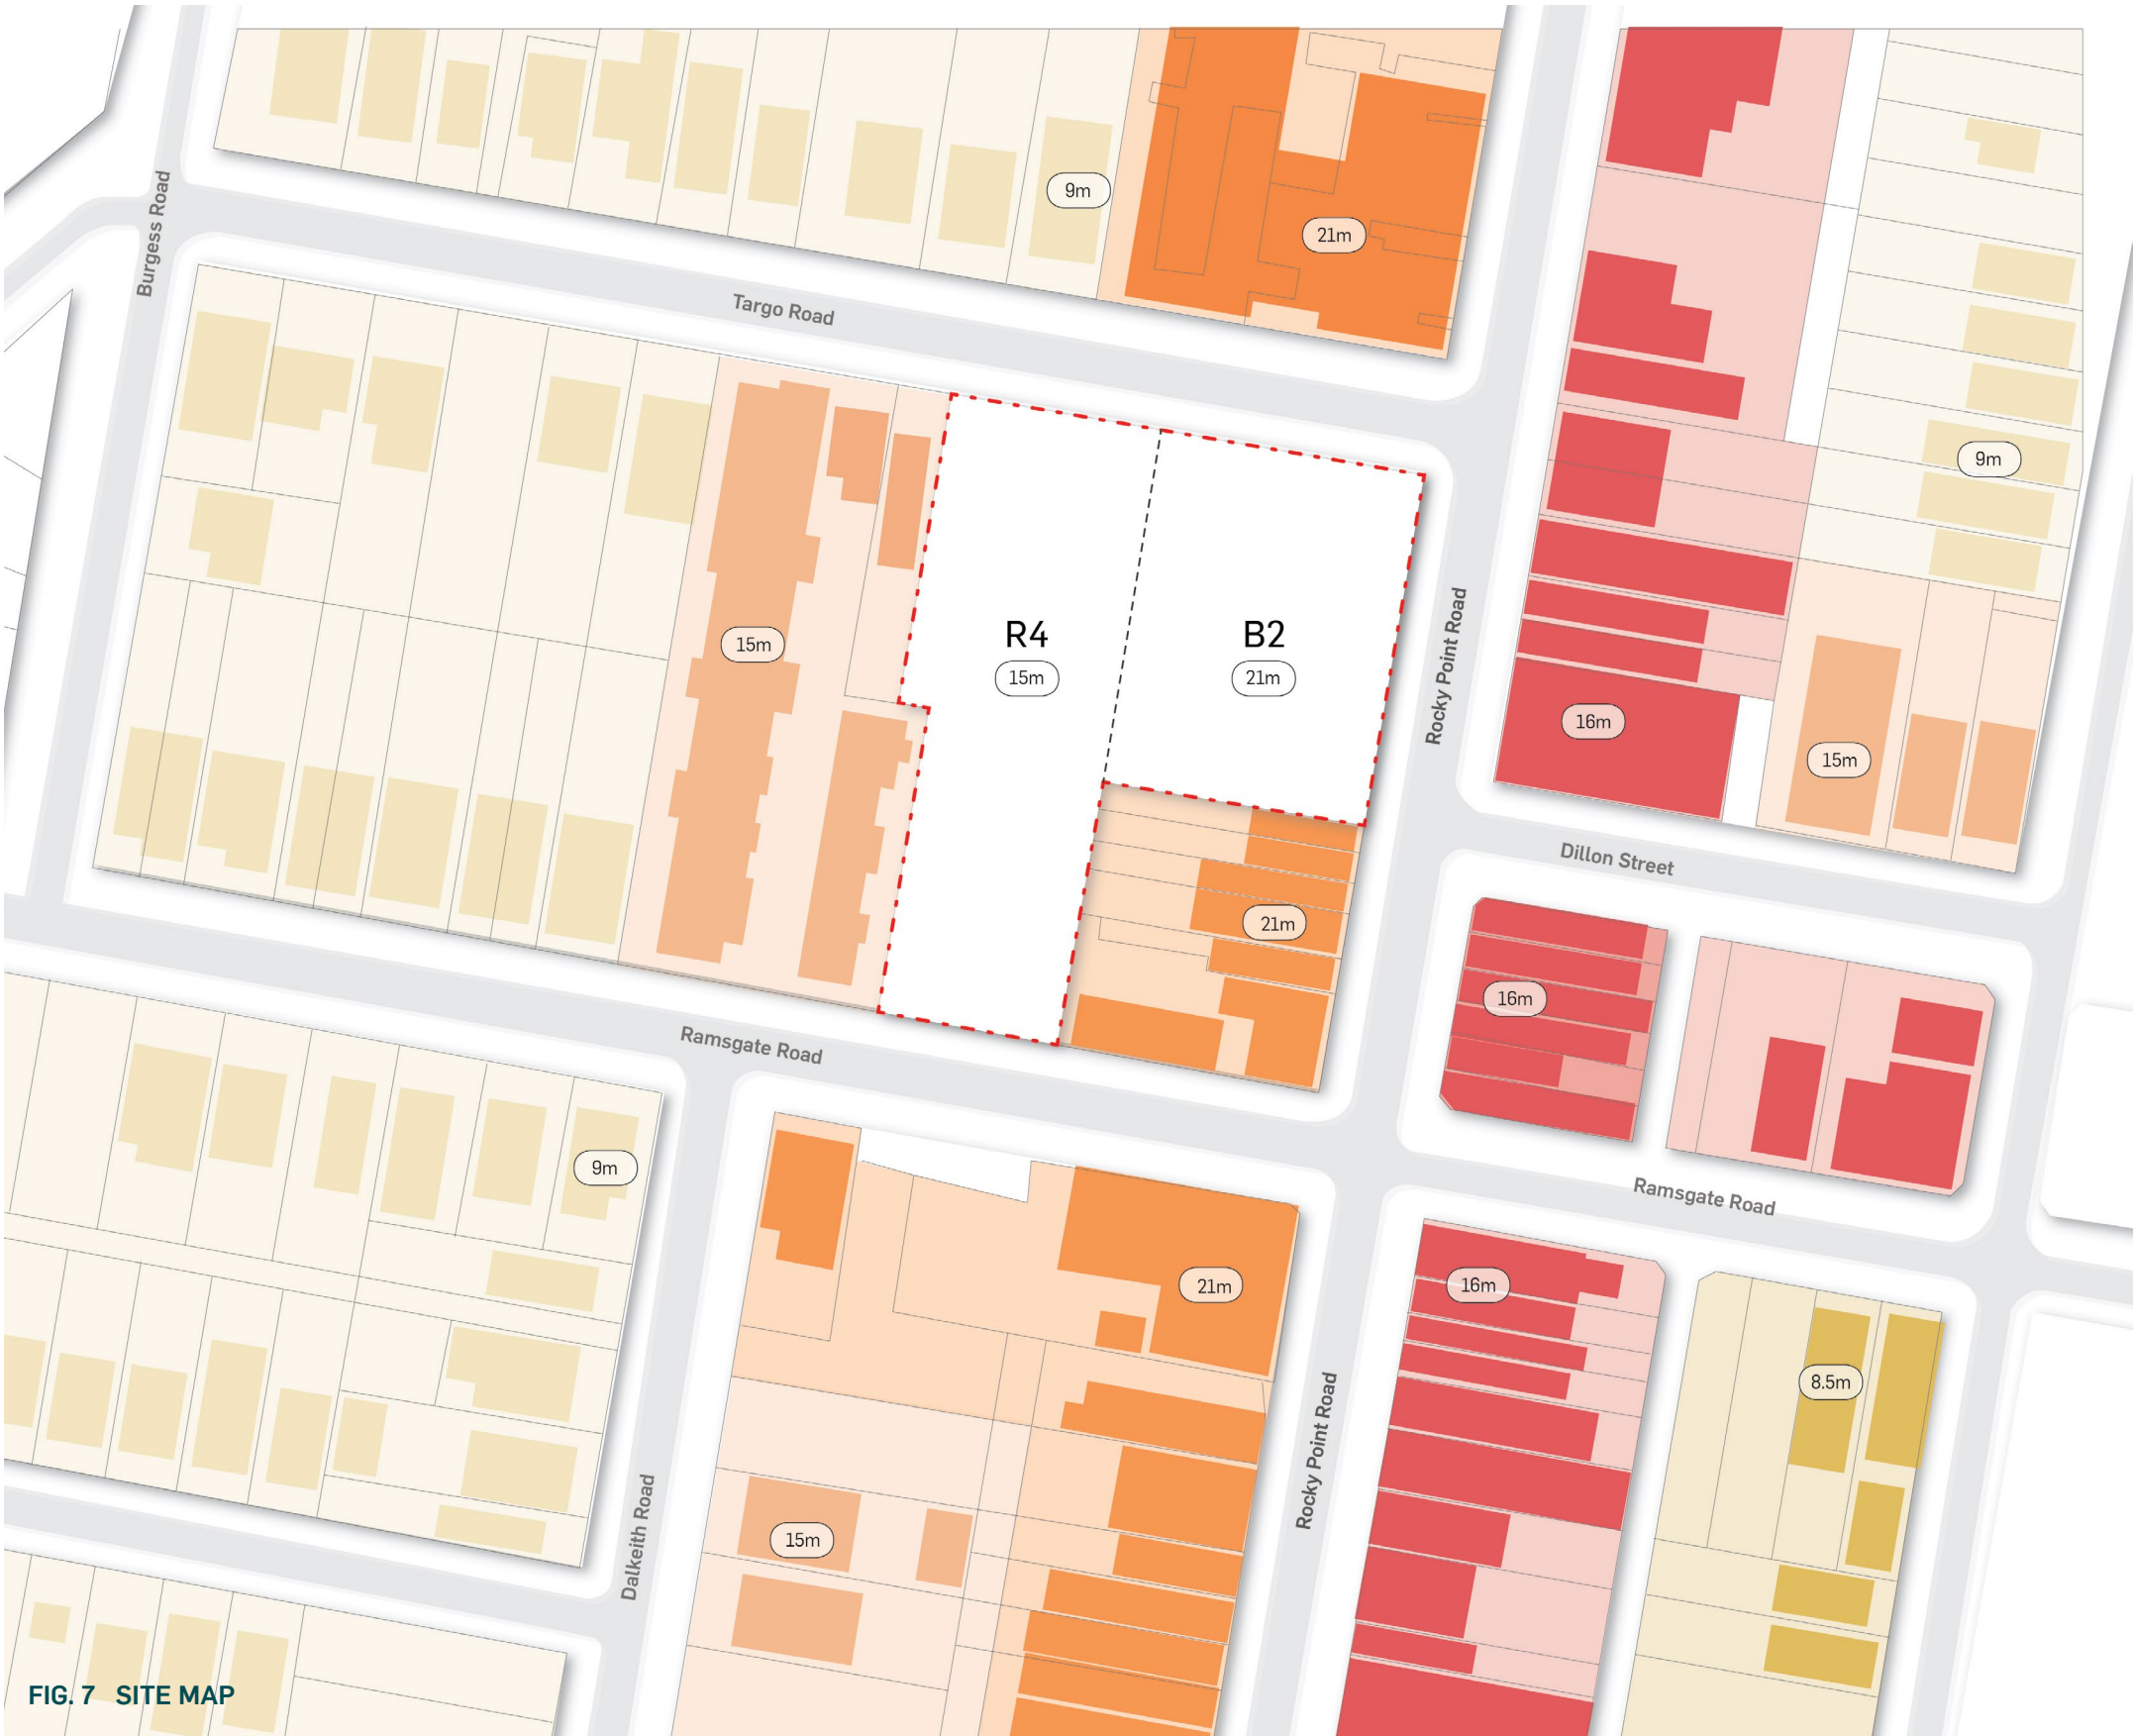 9m
21m
Burgess Road
Targo Road
9m
15m
R4
15m
B2
21m
Rocky Point Road
16m
15m
Dillon Street
21m
16m
Ramsgate Road
9m
Ramsgate Road
21m
16m
8.5m
15m
Dalkeith Road
Rocky Point Road
FIG. 7 SITE MAP